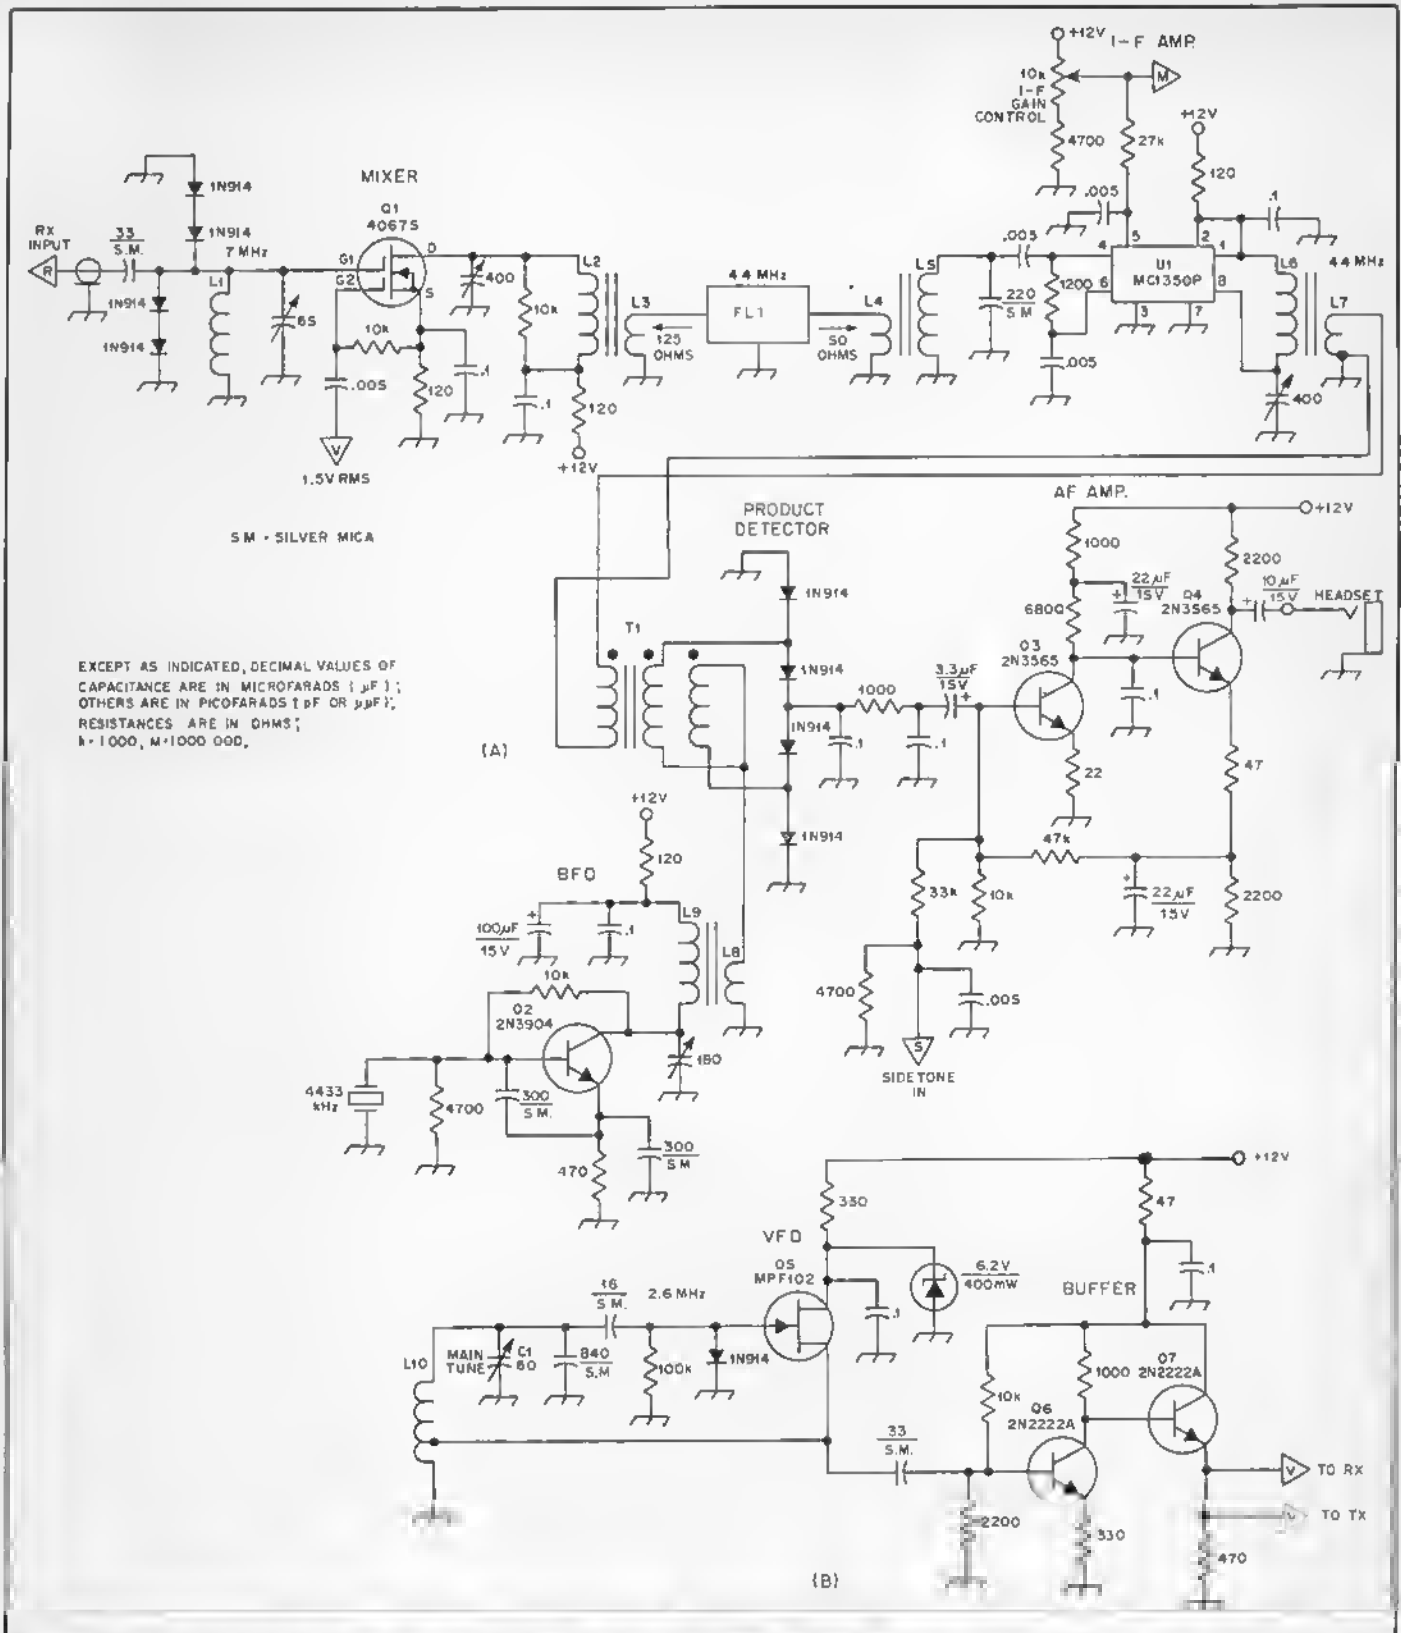 +12V
I-F AMP.
10k
I-F
GAIN
CONTROL
M
4700
27k
+12V
120
.005
.1
1N914
1N914
MIXER
Q1
40673
RX
INPUT
R
33
S.M.
7 MHz
G1
G2
D
S
L1
65
1N914
1N914
10k
.005
120
.1
V
1.5V RMS
400
10k
L2
L3
.1
120
+12V
4.4 MHz
FL1
125
OHMS
50
OHMS
L4
L5
.005
220
S.M.
1200
.005
4
5
2
1
6
8
3
7
U1
MC1350P
L6
4.4 MHz
L7
400
S.M. = SILVER MICA
PRODUCT
DETECTOR
AF AMP.
+12V
1000
22µF
15V
6800
2200
10µF
15V
HEADSET
Q4
2N3565
Q3
2N3565
.1
1N914
T1
1N914
3.3µF
15V
1000
.1
.1
1N914
22
47
EXCEPT AS INDICATED, DECIMAL VALUES OF
CAPACITANCE ARE IN MICROFARADS (µF);
OTHERS ARE IN PICOFARADS (pF OR µµF);
RESISTANCES ARE IN OHMS;
k=1000, M=1000 000.
(A)
1N914
47k
33k
10k
22µF
15V
2200
+12V
120
BFO
100µF
15V
.1
L9
L8
10k
Q2
2N3904
180
4700
.005
S
SIDETONE
IN
4433
kHz
4700
300
S.M.
470
300
S.M.
+12V
330
47
VFO
Q5
MPF102
6.2V
400mW
.1
.1
BUFFER
16
S.M.
2.6 MHz
L10
MAIN
TUNE
C1
60
840
S.M.
100k
1N914
10k
1000
Q7
2N2222A
Q6
2N2222A
33
S.M.
2200
330
V
TO RX
V
TO TX
470
(B)